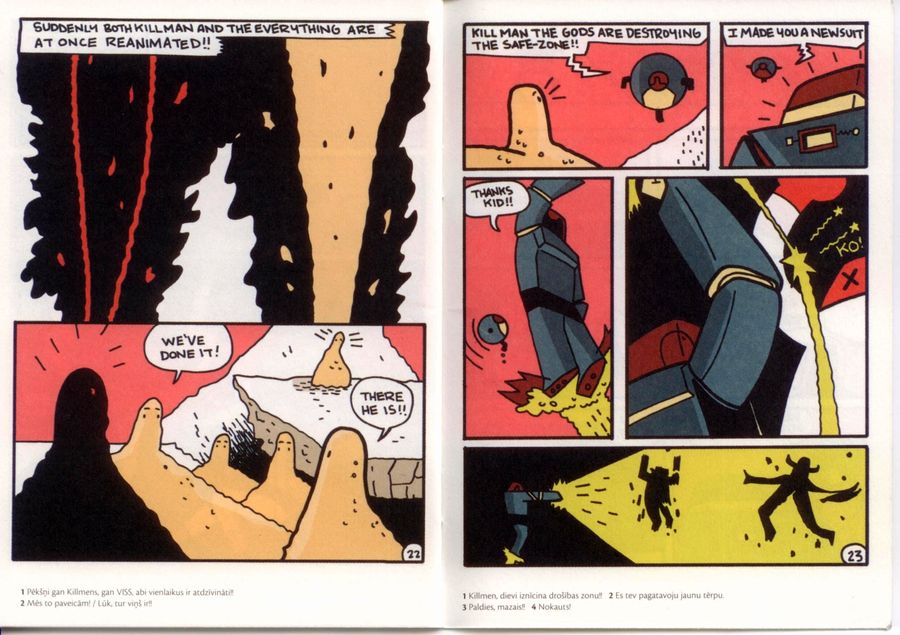 SUDDENLY BOTH KILLMAN AND THE EVERYTHING ARE
AT ONCE REANIMATED!!
WE'VE
DONE IT!
THERE
HE IS!!
22
1 Pēkšņi gan Killmens, gan VISS, abi vienlaikus ir atdzīvināti!!
2 Mēs to paveicām! / Lūk, tur viņš ir!!
KILL MAN THE GODS ARE DESTROYING
THE SAFE-ZONE!!
I MADE YOU A NEW SUIT
THANKS
KID!!
KO!
X
23
1 Killmen, dievi iznīcina drošības zonu!! 2 Es tev pagatavoju jaunu tērpu.
3 Paldies, mazais!! 4 Nokauts!